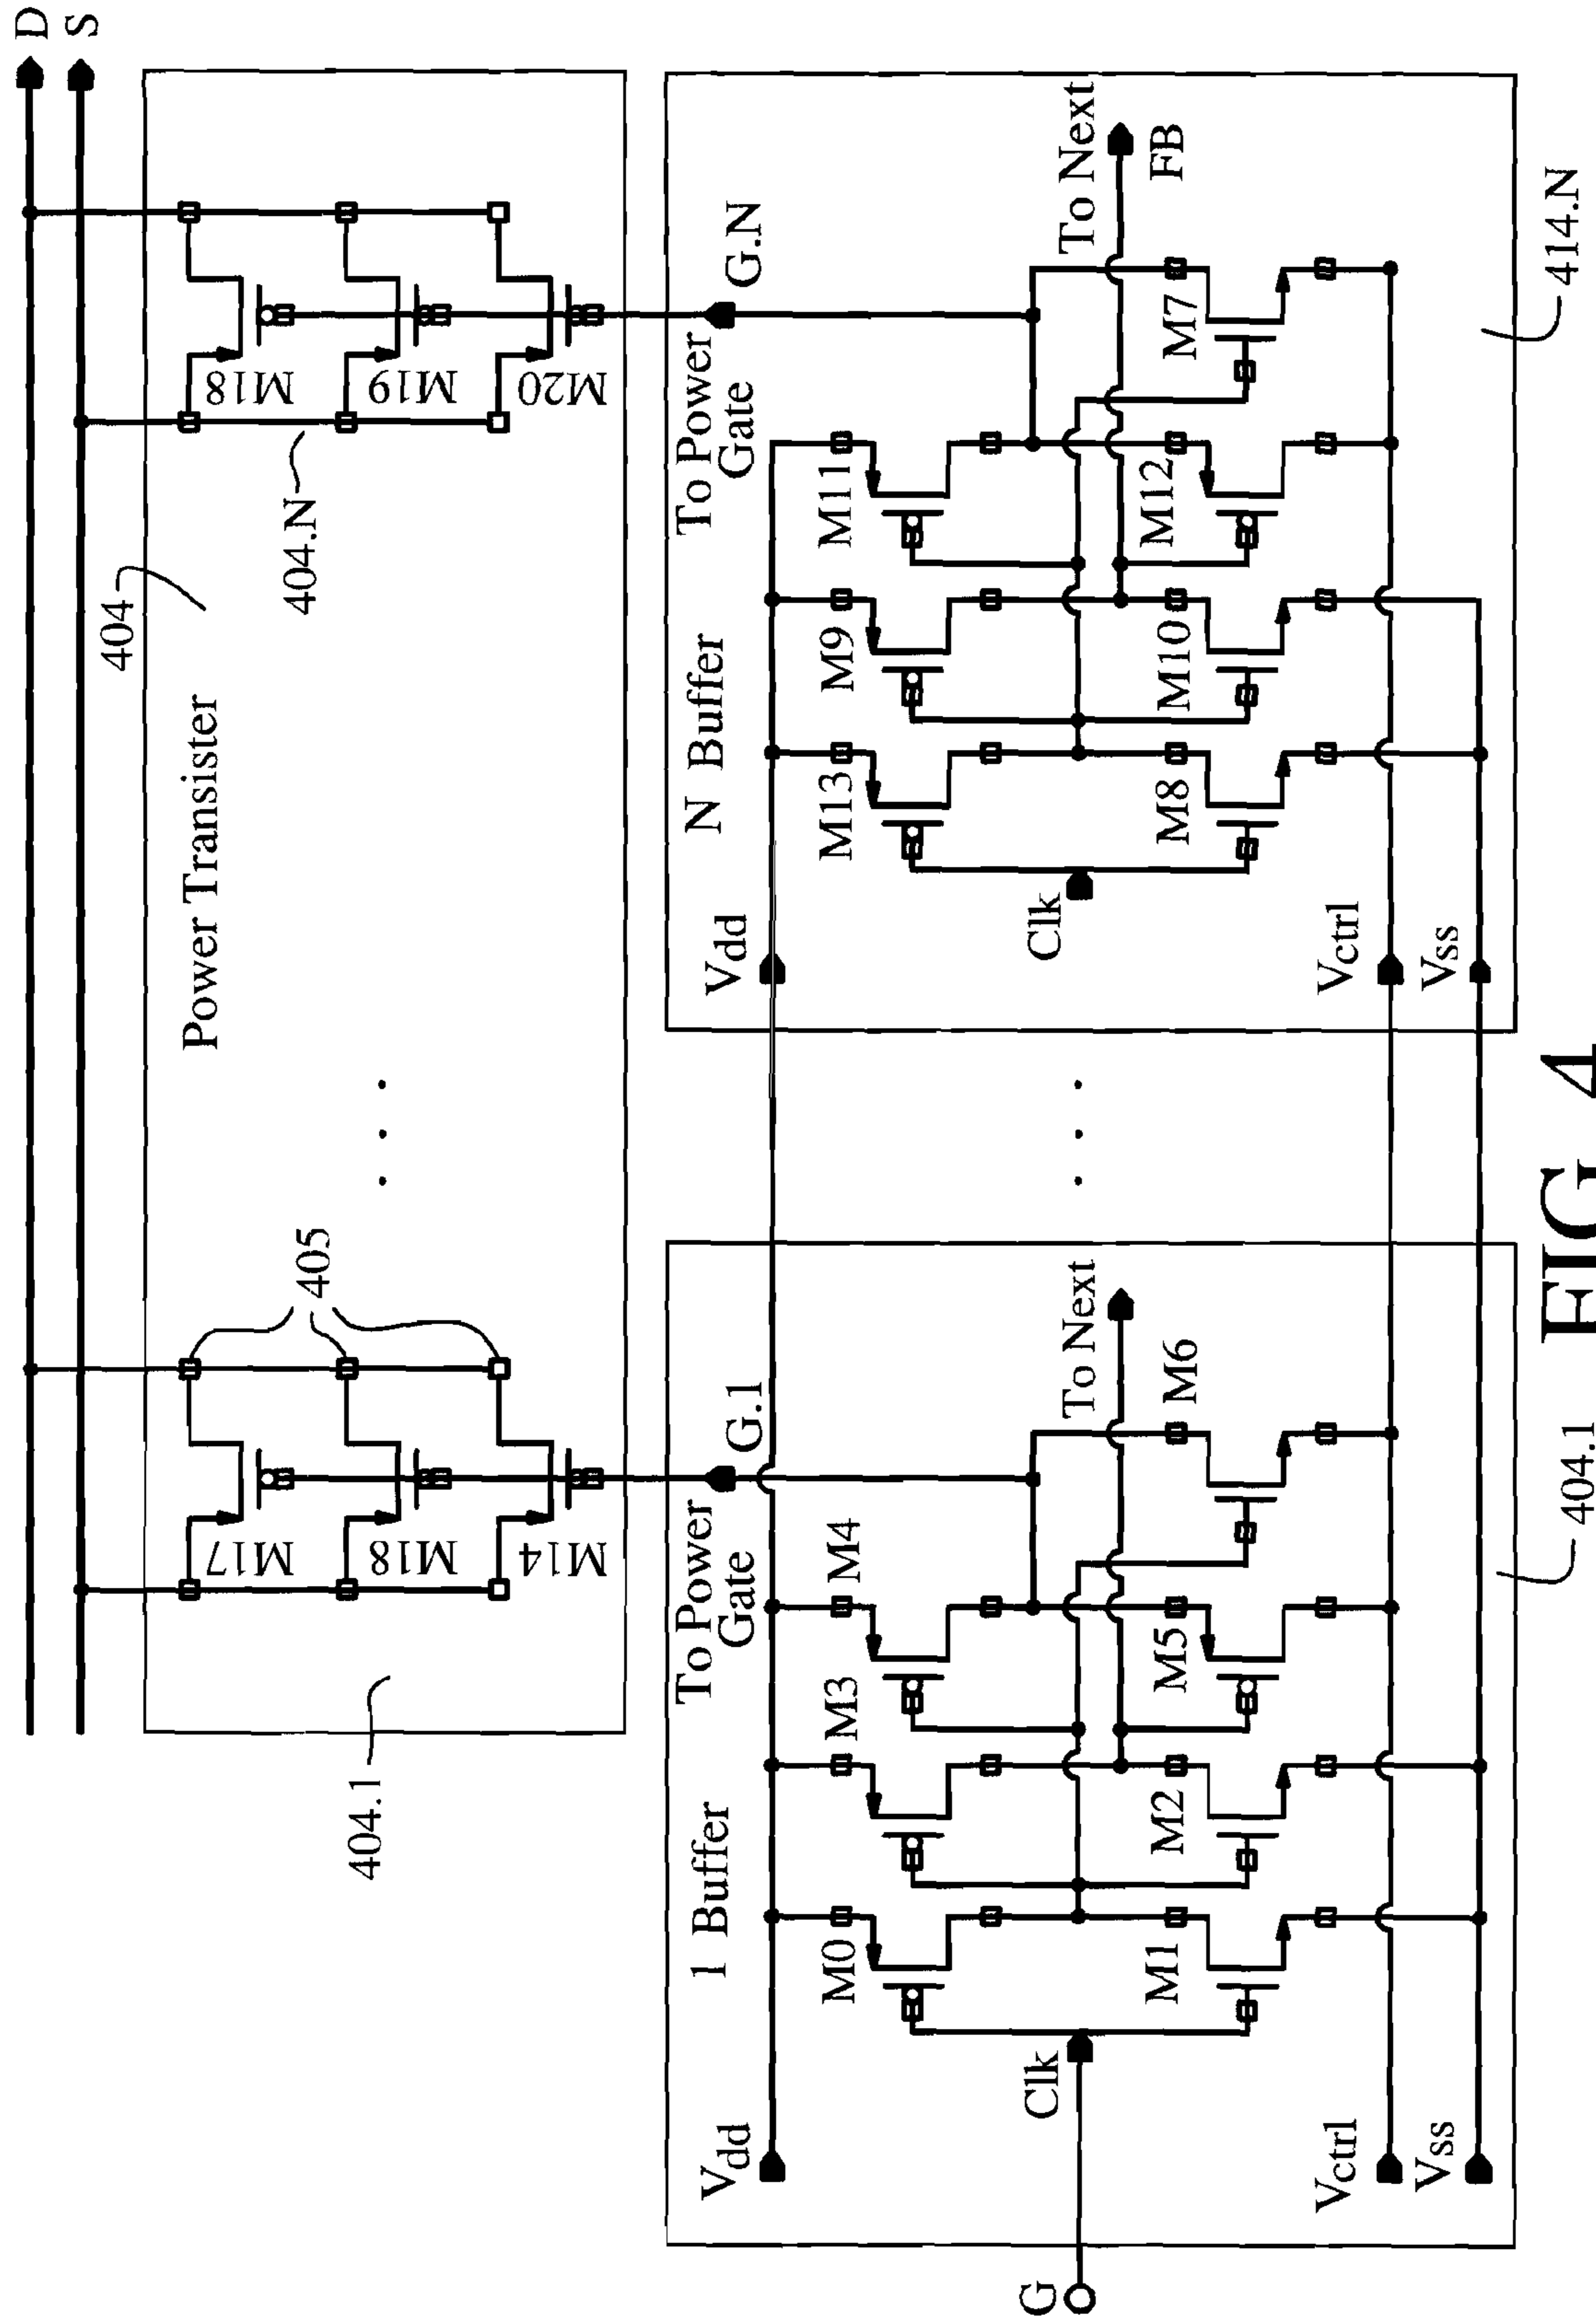 D
S
404
Power Transister
404.1
404.N
405
M17
M18
M14
M18
M19
M20
1 Buffer
To Power
Gate
G.1
N Buffer
To Power
Gate
G.N
Vdd
M0
M3
M4
To Next
Vdd
M13
M9
M11
To Next
FB
G
Clk
M1
M2
M5
M6
Clk
M8
M10
M12
M7
Vctrl
Vss
Vctrl
Vss
404.1
414.N
FIG. 4